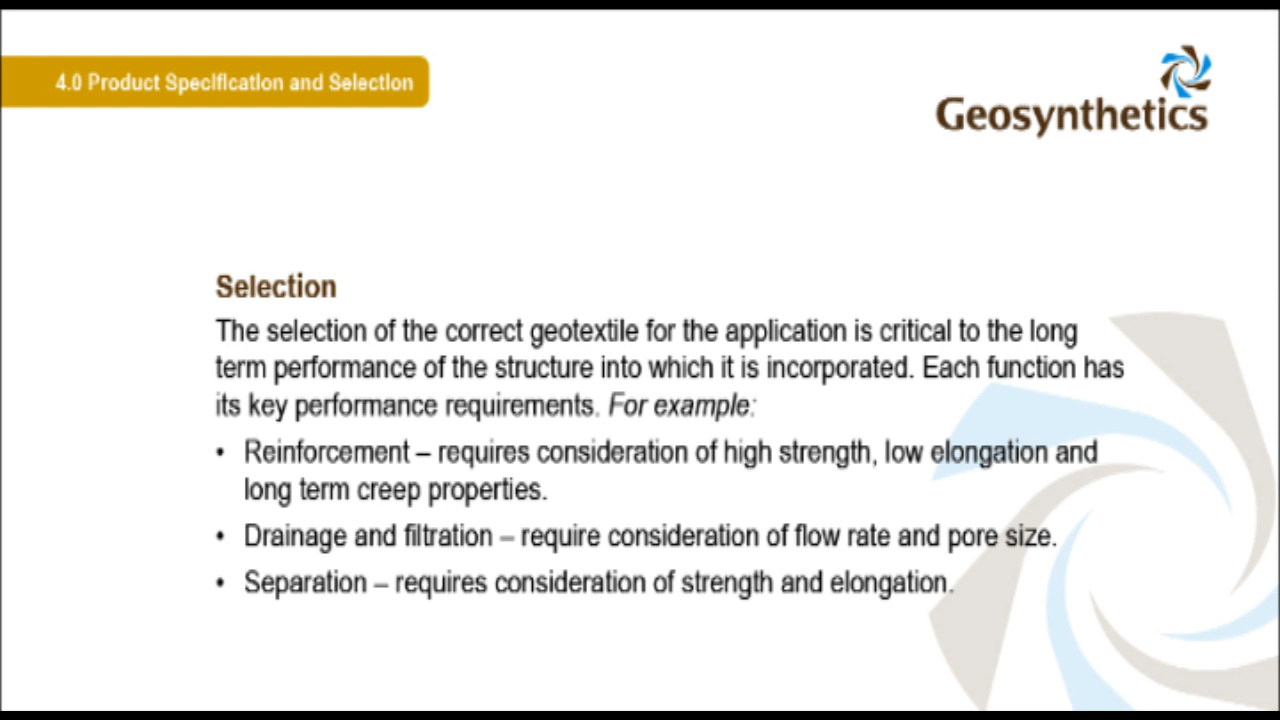 4.0 Product Specification and Selection
Geosynthetics
Selection
The selection of the correct geotextile for the application is critical to the long
term performance of the structure into which it is incorporated. Each function has
its key performance requirements. For example:
• Reinforcement – requires consideration of high strength, low elongation and
long term creep properties.
• Drainage and filtration – require consideration of flow rate and pore size.
• Separation – requires consideration of strength and elongation.